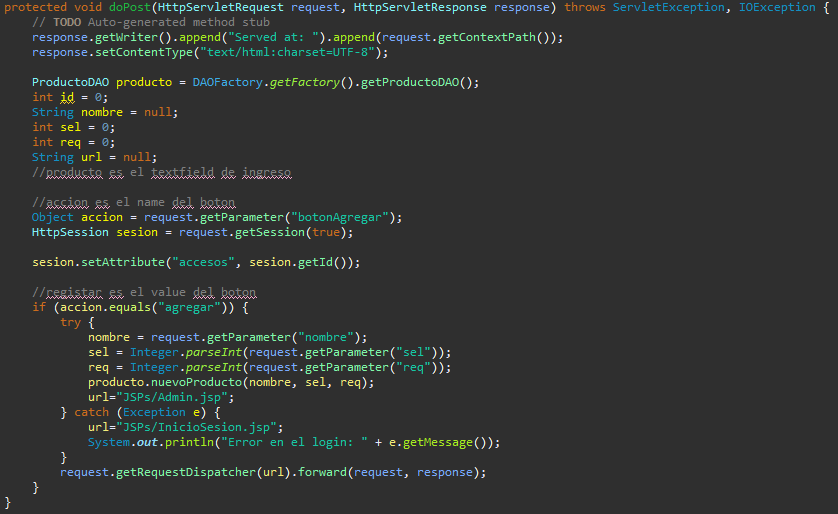 protected void doPost(HttpServletRequest request, HttpServletResponse response) throws ServletException, IOException {
// TODO Auto-generated method stub
response.getWriter().append("Served at: ").append(request.getContextPath());
response.setContentType("text/html:charset=UTF-8");
ProductoDAO producto = DAOFactory.getFactory().getProductoDAO();
int id = 0;
String nombre = null;
int sel = 0;
int req = 0;
String url = null;
//producto es el textfield de ingreso
//accion es el name del boton
Object accion = request.getParameter("botonAgregar");
HttpSession sesion = request.getSession(true);
sesion.setAttribute("accesos", sesion.getId());
//registar es el value del boton
if (accion.equals("agregar")) {
try {
nombre = request.getParameter("nombre");
sel = Integer.parseInt(request.getParameter("sel"));
req = Integer.parseInt(request.getParameter("req"));
producto.nuevoProducto(nombre, sel, req);
url="JSPs/Admin.jsp";
} catch (Exception e) {
url="JSPs/InicioSesion.jsp";
System.out.println("Error en el login: " + e.getMessage());
}
request.getRequestDispatcher(url).forward(request, response);
}
}